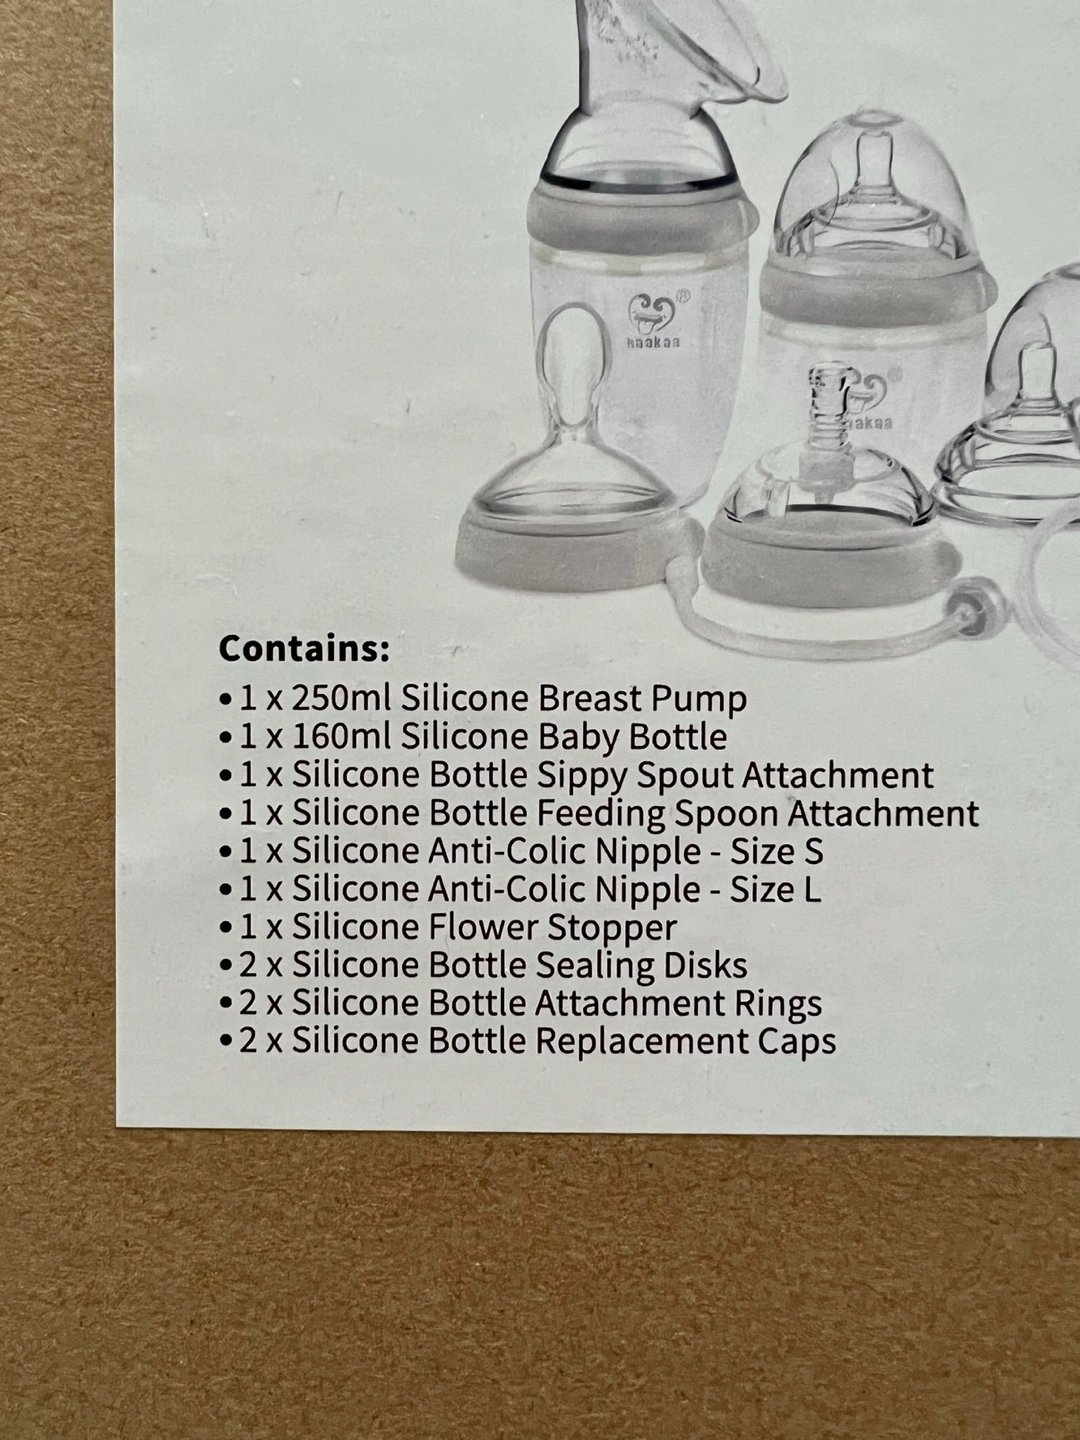 haakaa
®
akaa
Contains:
• 1 x 250ml Silicone Breast Pump
• 1 x 160ml Silicone Baby Bottle
• 1 x Silicone Bottle Sippy Spout Attachment
• 1 x Silicone Bottle Feeding Spoon Attachment
• 1 x Silicone Anti-Colic Nipple - Size S
• 1 x Silicone Anti-Colic Nipple - Size L
• 1 x Silicone Flower Stopper
• 2 x Silicone Bottle Sealing Disks
• 2 x Silicone Bottle Attachment Rings
• 2 x Silicone Bottle Replacement Caps